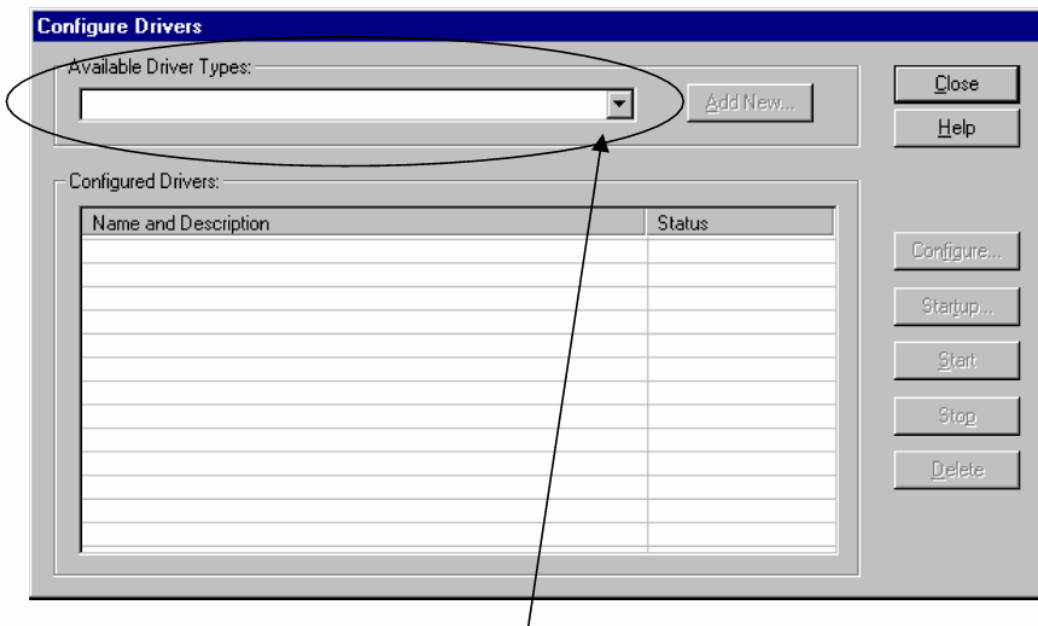 Configure Drivers
Available Driver Types:
Add New...
Close
Help
Configured Drivers:
Name and Description Status
Configure...
Startup...
Start
Stop
Delete